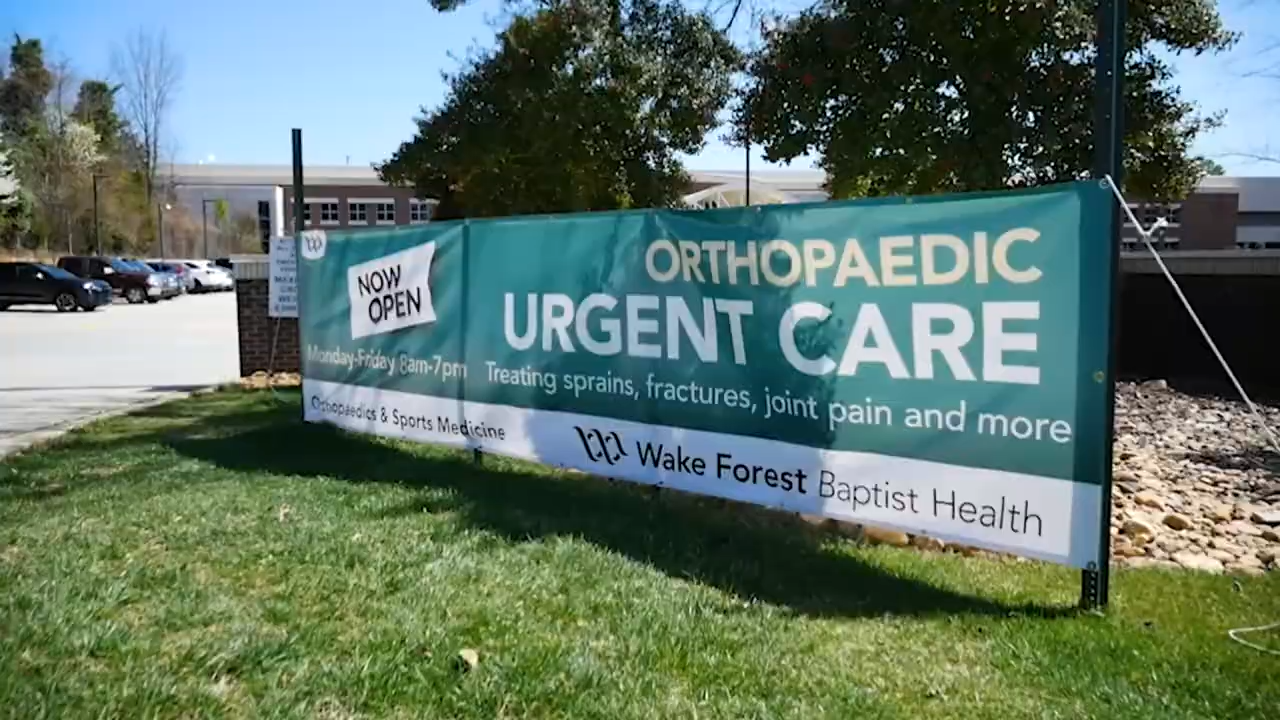 NOW
OPEN
Monday-Friday 8am-7pm
ORTHOPAEDIC
URGENT CARE
Treating sprains, fractures, joint pain and more
Orthopaedics & Sports Medicine
Wake Forest Baptist Health